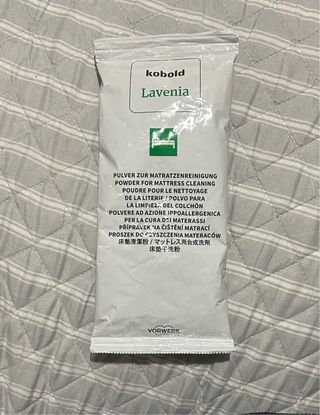 kobold
Lavenia
PULVER ZUR MATRATZENREINIGUNG
POWDER FOR MATTRESS CLEANING
POUDRE POUR LE NETTOYAGE
DE LA LITERIE / POLVO PARA
LA LIMPIEZA DEL COLCHÓN
POLVERE AD AZIONE IPPOALLERGENICA
PER LA CURA DEI MATERASSI
PŘÍPRAVEK NA ČIŠTĚNÍ MATRACÍ
PROSZEK DO CZYSZCZENIA MATERACÓW
床墊清潔粉 / マットレス用合成洗剤
床垫干洗粉
VORWERK